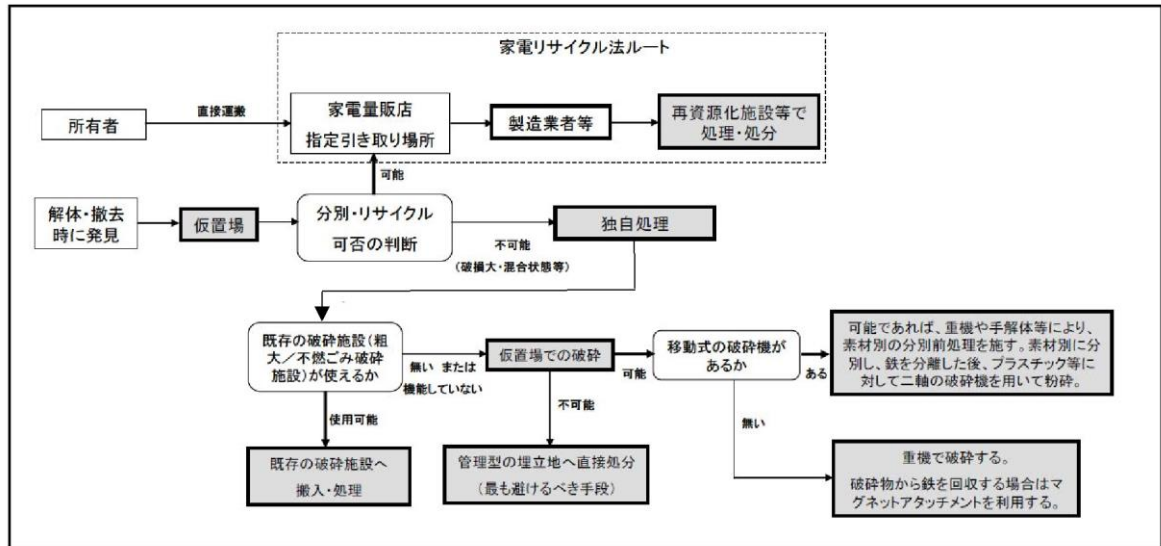 家電リサイクル法ルート
所有者
直接運搬
家電量販店
指定引き取り場所
製造業者等
再資源化施設等で
処理・処分
可能
解体・撤去
時に発見
仮置場
分別・リサイクル
可否の判断
不可能
（破損大・混合状態等）
独自処理
既存の破砕施設（粗
大／不燃ごみ破砕
施設）が使えるか
無い または
機能していない
仮置場での破砕
可能
移動式の破砕機が
あるか
ある
可能であれば、重機や手解体等により、
素材別の分別前処理を施す。素材別に分
別し、鉄を分離した後、プラスチック等に
対して二軸の破砕機を用いて粉砕。
使用可能
不可能
無い
既存の破砕施設へ
搬入・処理
管理型の埋立地へ直接処分
（最も避けるべき手段）
重機で破砕する。
破砕物から鉄を回収する場合はマ
グネットアタッチメントを利用する。